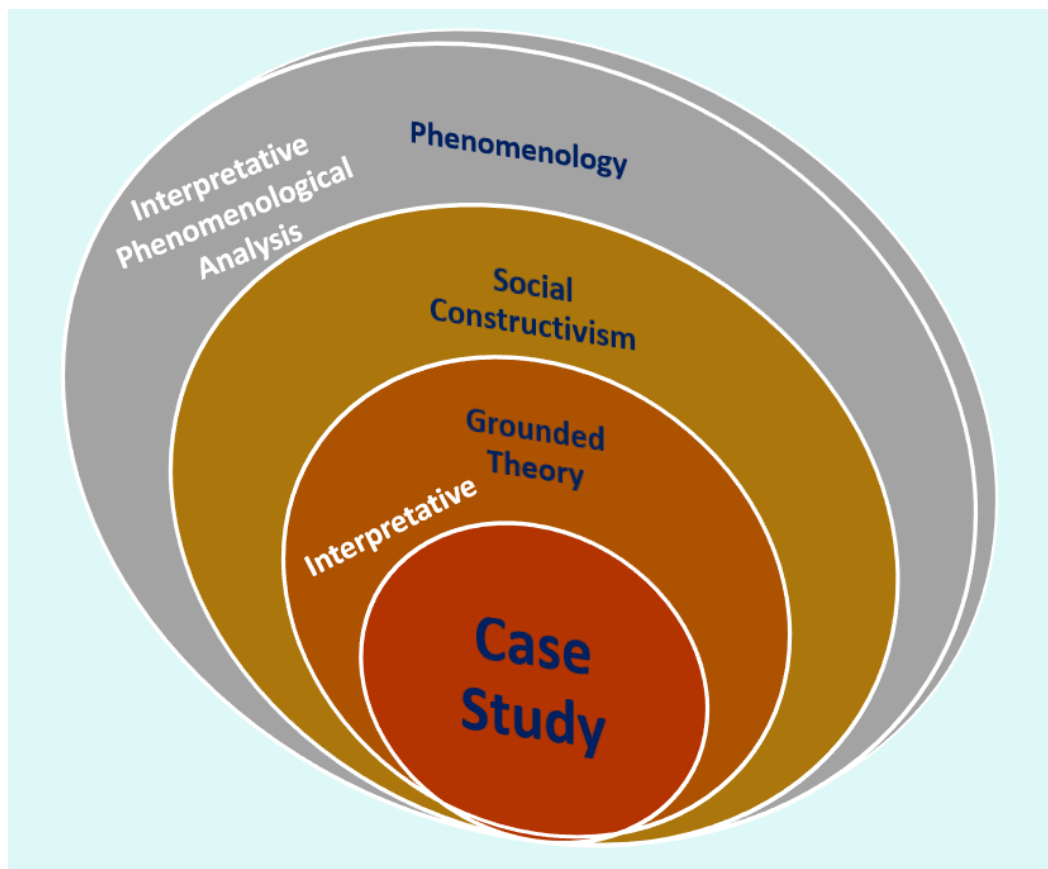 Phenomenology
Interpretative
Phenomenological
Analysis
Social
Constructivism
Grounded
Theory
Interpretative
Case
Study